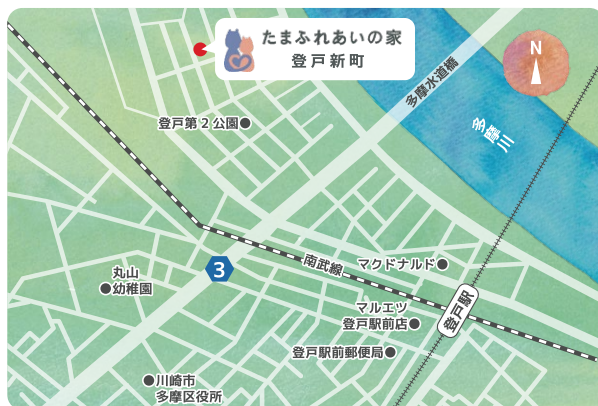 たまふれあいの家
登戸新町
N
多摩水道橋
多摩川
登戸第2公園
南武線
マクドナルド
3
丸山
幼稚園
マルエツ
登戸駅前店
登戸駅
登戸駅前郵便局
川崎市
多摩区役所